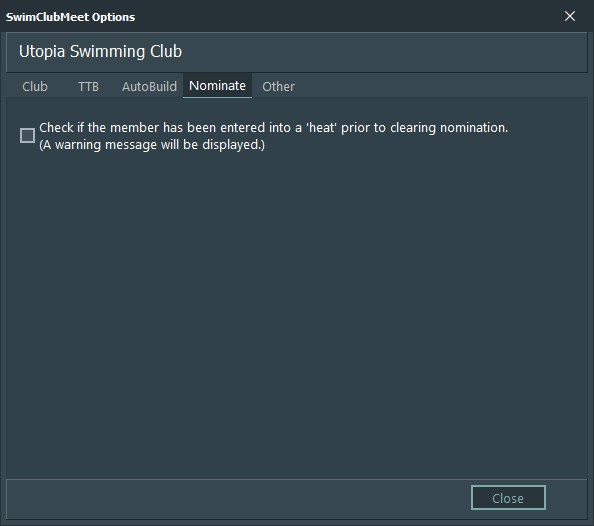 SwimClubMeet Options
Utopia Swimming Club
Club TTB AutoBuild Nominate Other
Check if the member has been entered into a 'heat' prior to clearing nomination.
(A warning message will be displayed.)
Close